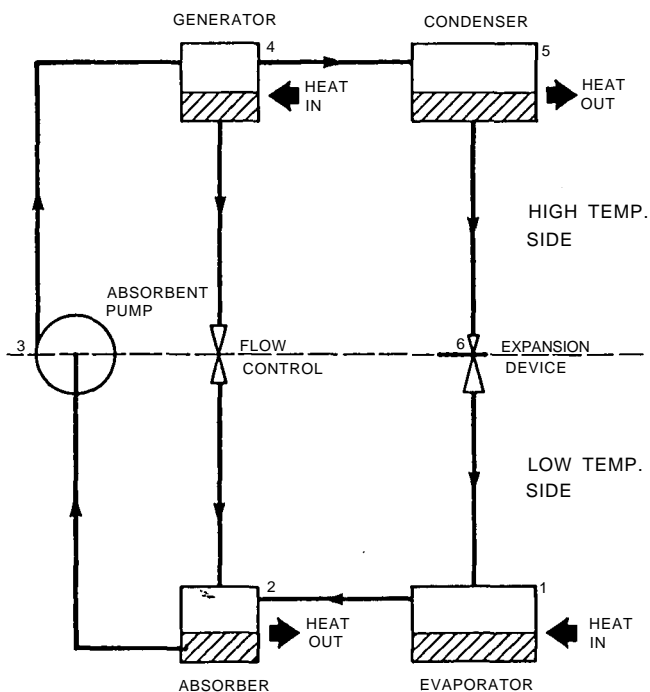 GENERATOR
CONDENSER
4
5
HEAT
IN
HEAT
OUT
HIGH TEMP.
SIDE
ABSORBENT
PUMP
3
FLOW
CONTROL
6
EXPANSION
DEVICE
LOW TEMP.
SIDE
2
1
HEAT
OUT
HEAT
IN
ABSORBER
EVAPORATOR